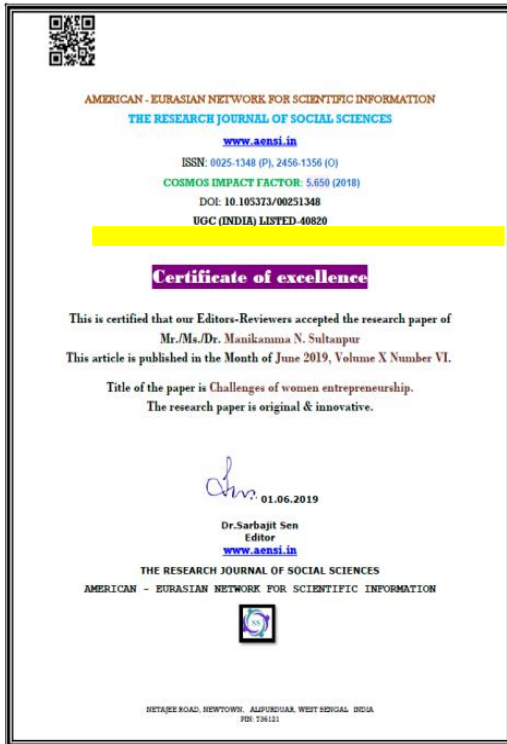 AMERICAN - EURASIAN NETWORK FOR SCIENTIFIC INFORMATION
THE RESEARCH JOURNAL OF SOCIAL SCIENCES
www.aensi.in
ISSN: 0025-1348 (P), 2456-1356 (O)
COSMOS IMPACT FACTOR: 5.650 (2018)
DOI: 10.105373/00251348
UGC (INDIA) LISTED-40820
Certificate of excellence
This is certified that our Editors-Reviewers accepted the research paper of
Mr./Ms./Dr. Manikamma N. Sultanpur
This article is published in the Month of June 2019, Volume X Number VI.
Title of the paper is Challenges of women entrepreneurship.
The research paper is original & innovative.
01.06.2019
Dr.Sarbajit Sen
Editor
www.aensi.in
THE RESEARCH JOURNAL OF SOCIAL SCIENCES
AMERICAN - EURASIAN NETWORK FOR SCIENTIFIC INFORMATION
NETAJEE ROAD, NEWTOWN, ALIPURDUAR, WEST BENGAL INDIA
PIN: 736121